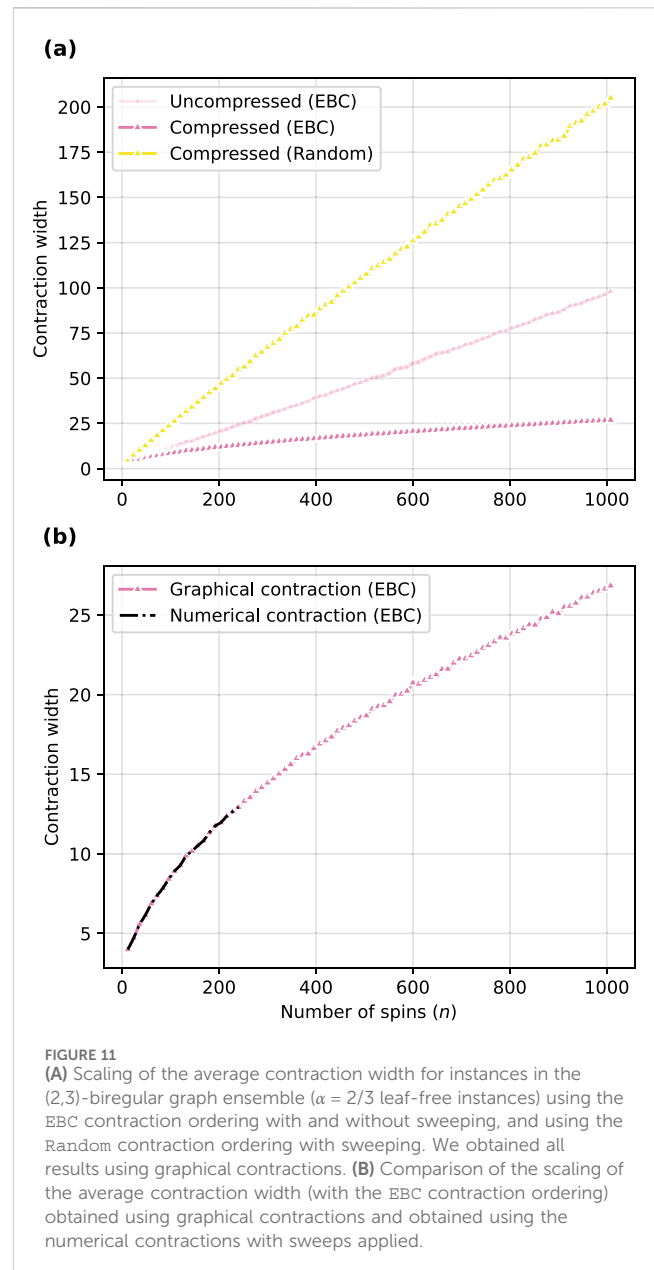 (a)
200
175
150
125
100
75
50
25
0
Contraction width
Uncompressed (EBC)
Compressed (EBC)
Compressed (Random)
0 200 400 600 800 1000
(b)
25
20
15
10
5
Contraction width
Graphical contraction (EBC)
Numerical contraction (EBC)
0 200 400 600 800 1000
Number of spins (n)
FIGURE 11
(A) Scaling of the average contraction width for instances in the
(2,3)-biregular graph ensemble (α = 2/3 leaf-free instances) using the
EBC contraction ordering with and without sweeping, and using the
Random contraction ordering with sweeping. We obtained all
results using graphical contractions. (B) Comparison of the scaling of
the average contraction width (with the EBC contraction ordering)
obtained using graphical contractions and obtained using the
numerical contractions with sweeps applied.